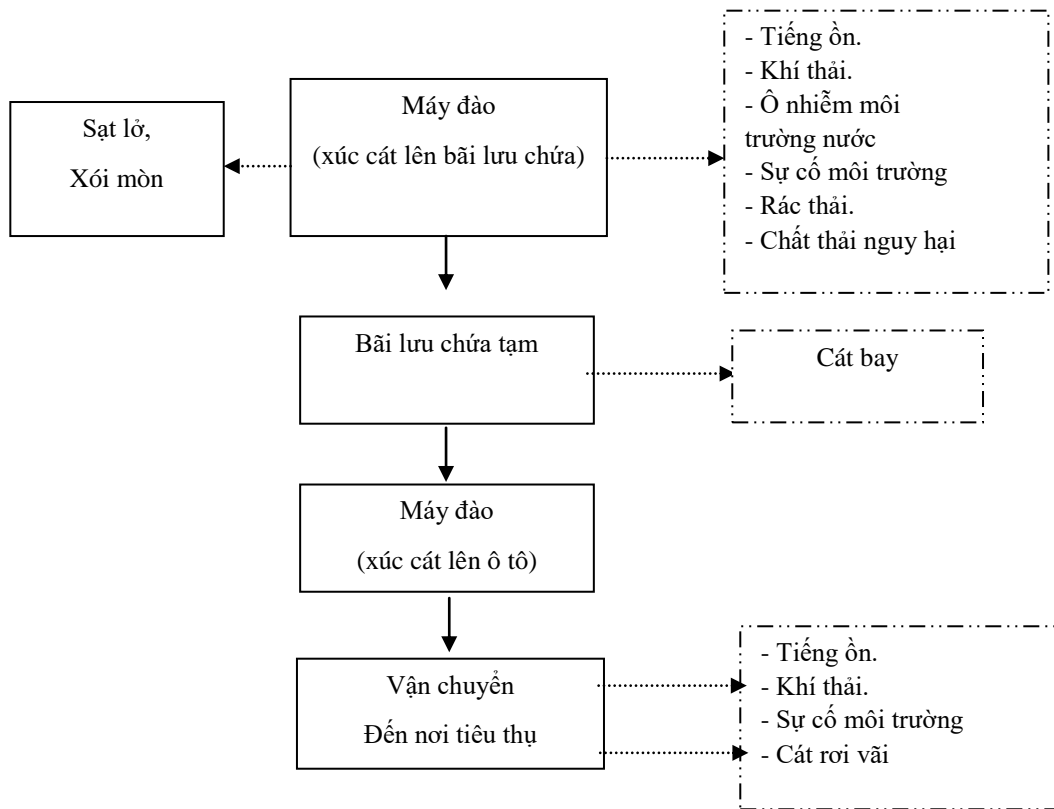 Sạt lở,
Xói mòn
Máy đào
(xúc cát lên bãi lưu chứa)
- Tiếng ồn.
- Khí thải.
- Ô nhiễm môi
trường nước
- Sự cố môi trường
- Rác thải.
- Chất thải nguy hại
Bãi lưu chứa tạm
Cát bay
Máy đào
(xúc cát lên ô tô)
Vận chuyển
Đến nơi tiêu thụ
- Tiếng ồn.
- Khí thải.
- Sự cố môi trường
- Cát rơi vãi